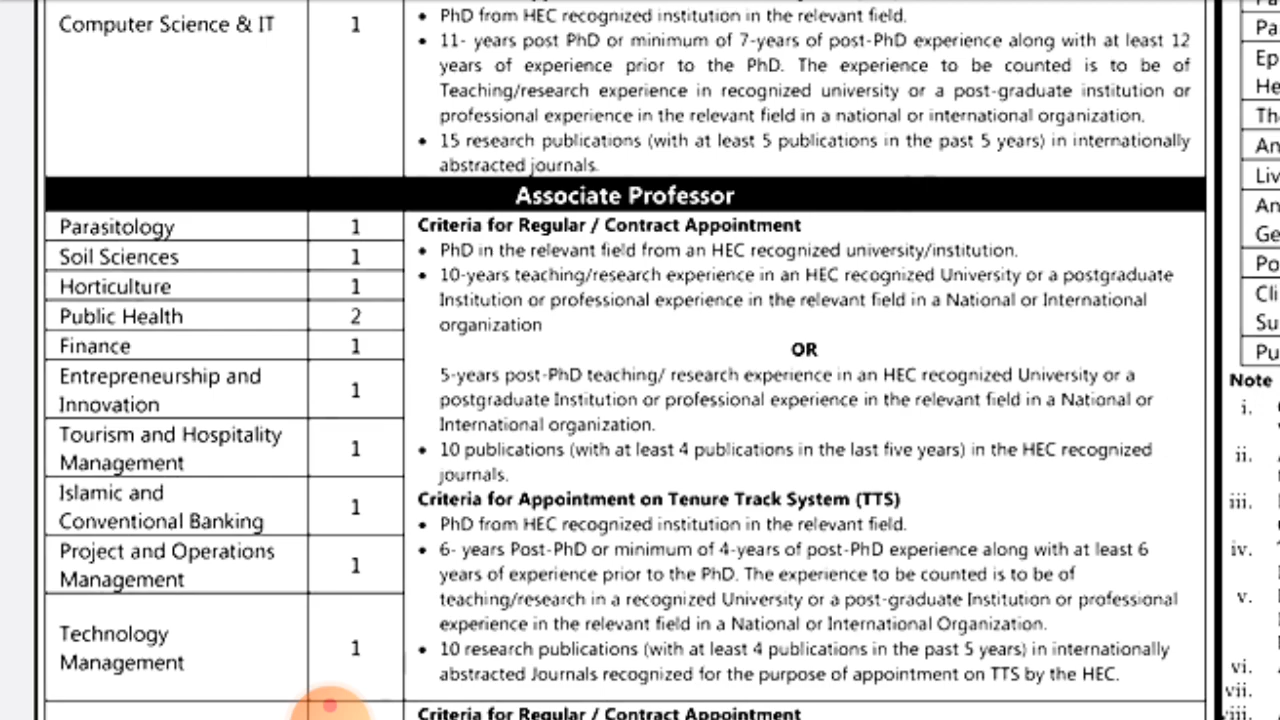 Computer Science & IT 1
• PhD from HEC recognized institution in the relevant field.
• 11- years post PhD or minimum of 7-years of post-PhD experience along with at least 12
years of experience prior to the PhD. The experience to be counted is to be of
Teaching/research experience in recognized university or a post-graduate institution or
professional experience in the relevant field in a national or international organization.
• 15 research publications (with at least 5 publications in the past 5 years) in internationally
abstracted journals.
Associate Professor
Parasitology 1
Soil Sciences 1
Horticulture 1
Public Health 2
Finance 1
Entrepreneurship and
Innovation 1
Tourism and Hospitality
Management 1
Islamic and
Conventional Banking 1
Project and Operations
Management 1
Technology
Management 1
Criteria for Regular / Contract Appointment
• PhD in the relevant field from an HEC recognized university/institution.
• 10-years teaching/research experience in an HEC recognized University or a postgraduate
Institution or professional experience in the relevant field in a National or International
organization
OR
5-years post-PhD teaching/ research experience in an HEC recognized University or a
postgraduate Institution or professional experience in the relevant field in a National or
International organization.
• 10 publications (with at least 4 publications in the last five years) in the HEC recognized
journals.
Criteria for Appointment on Tenure Track System (TTS)
• PhD from HEC recognized institution in the relevant field.
• 6- years Post-PhD or minimum of 4-years of post-PhD experience along with at least 6
years of experience prior to the PhD. The experience to be counted is to be of
teaching/research in a recognized University or a post-graduate Institution or professional
experience in the relevant field in a National or International Organization.
• 10 research publications (with at least 4 publications in the past 5 years) in internationally
abstracted Journals recognized for the purpose of appointment on TTS by the HEC.
Criteria for Regular / Contract Appointment
Note
i.
ii.
iii.
iv.
v.
vi.
vii.